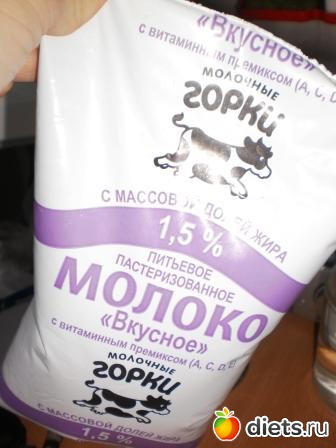 «Вкусное»
с витаминным премиксом (A, C, D,
МОЛОЧНЫЕ
ГОРКИ
С МАССОВОЙ ДОЛЕЙ ЖИРА
1,5 %
ПИТЬЕВОЕ
ПАСТЕРИЗОВАННОЕ
МОЛОКО
«Вкусное»
с витаминным премиксом (A, C, D, E)
МОЛОЧНЫЕ
ГОРКИ
С МАССОВОЙ ДОЛЕЙ ЖИРА
1,5 %
diets.ru